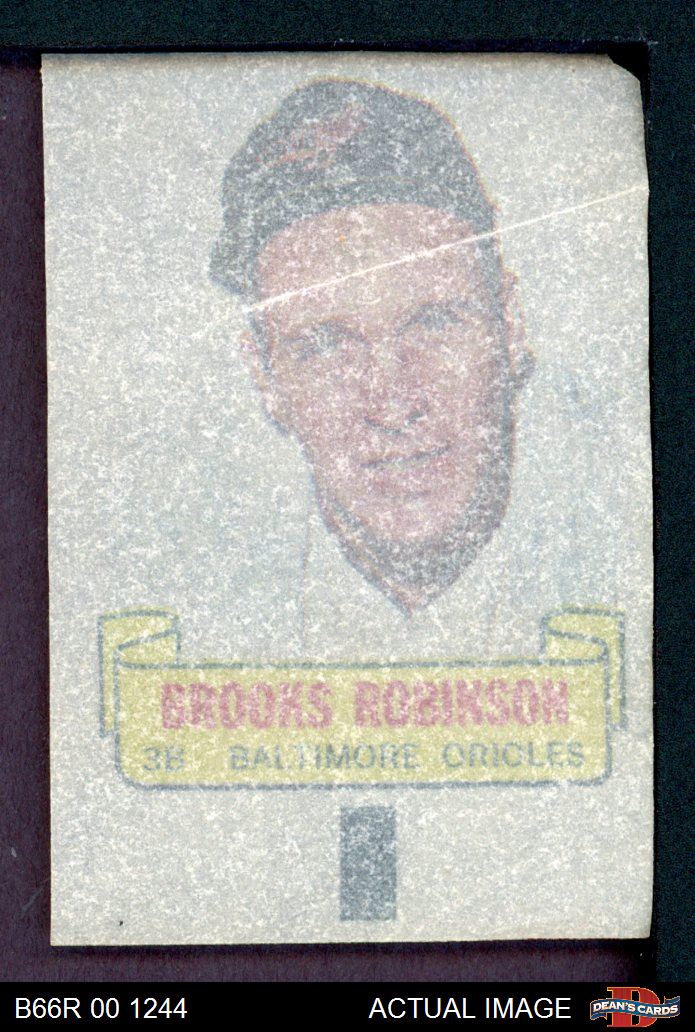 BROOKS ROBINSON
3B BALTIMORE ORIOLES
B66R 00 1244 ACTUAL IMAGE DEAN'S CARDS